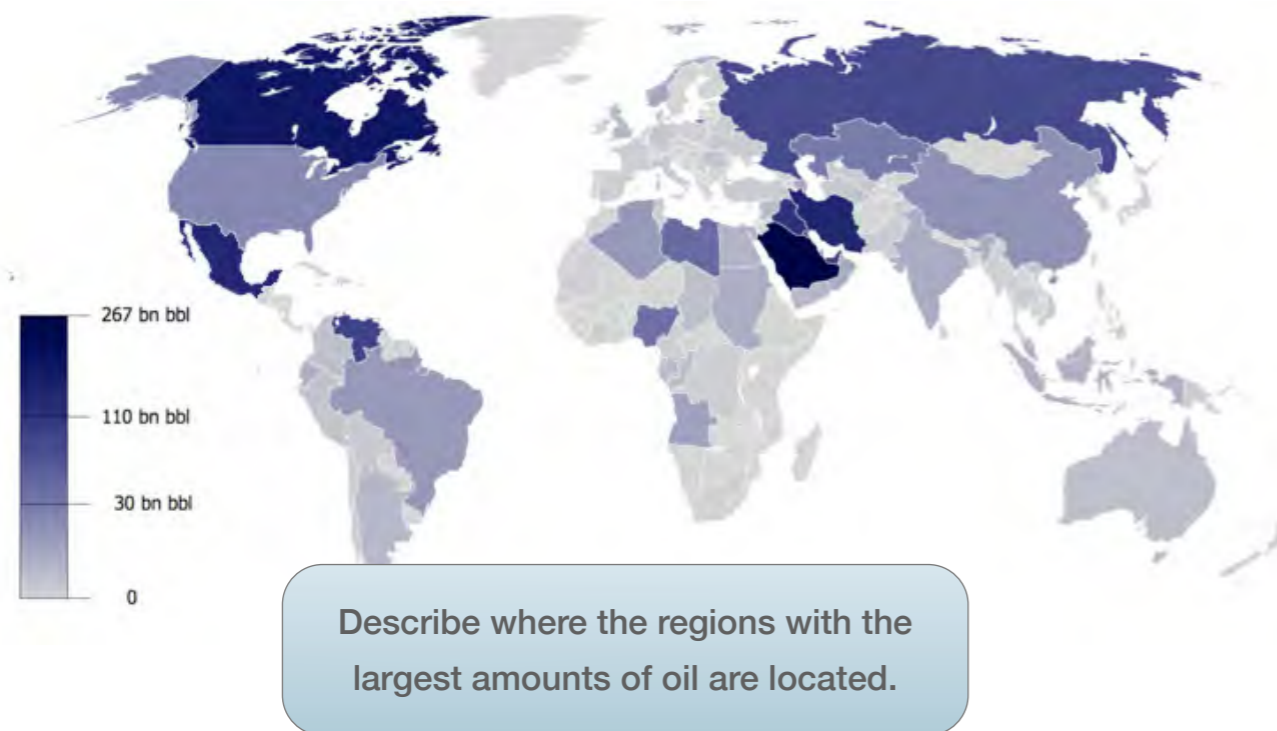 267 bn bbl
110 bn bbl
30 bn bbl
0
Describe where the regions with the
largest amounts of oil are located.